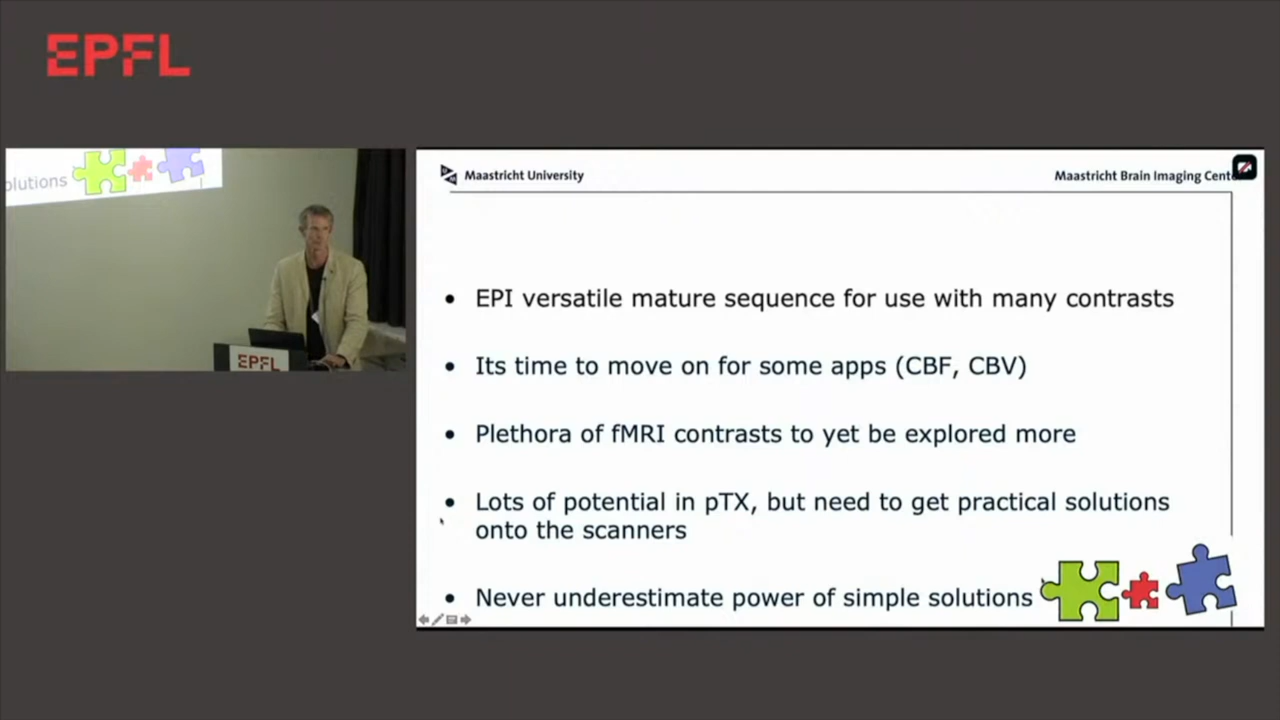 EPFL
olutions
EPFL
Maastricht University
Maastricht Brain Imaging Cent
• EPI versatile mature sequence for use with many contrasts
• Its time to move on for some apps (CBF, CBV)
• Plethora of fMRI contrasts to yet be explored more
• Lots of potential in pTX, but need to get practical solutions
onto the scanners
• Never underestimate power of simple solutions